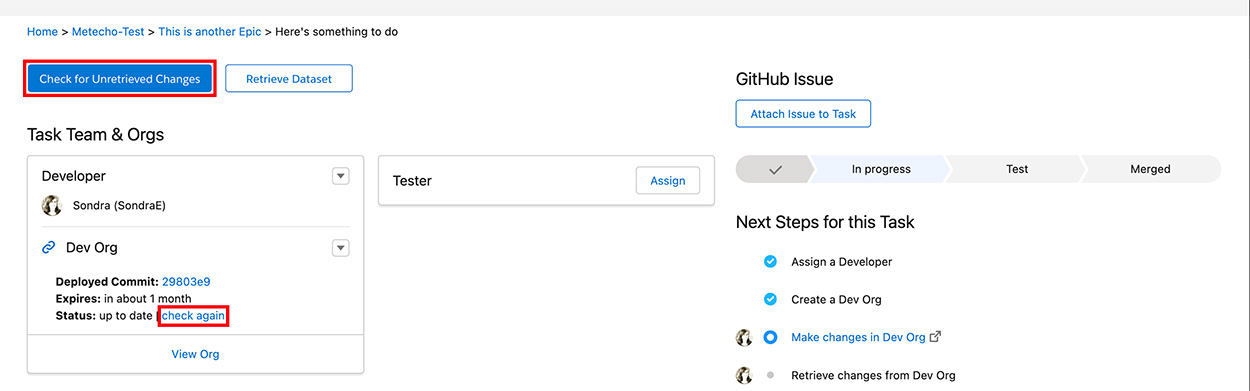 Home > Metecho-Test > This is another Epic > Here's something to do
Check for Unretrieved Changes
Retrieve Dataset
Task Team & Orgs
Developer
Sondra (SondraE)
Dev Org
Deployed Commit: 29803e9
Expires: in about 1 month
Status: up to date | check again
View Org
Tester
Assign
GitHub Issue
Attach Issue to Task
In progress
Test
Merged
Next Steps for this Task
Assign a Developer
Create a Dev Org
Make changes in Dev Org
Retrieve changes from Dev Org